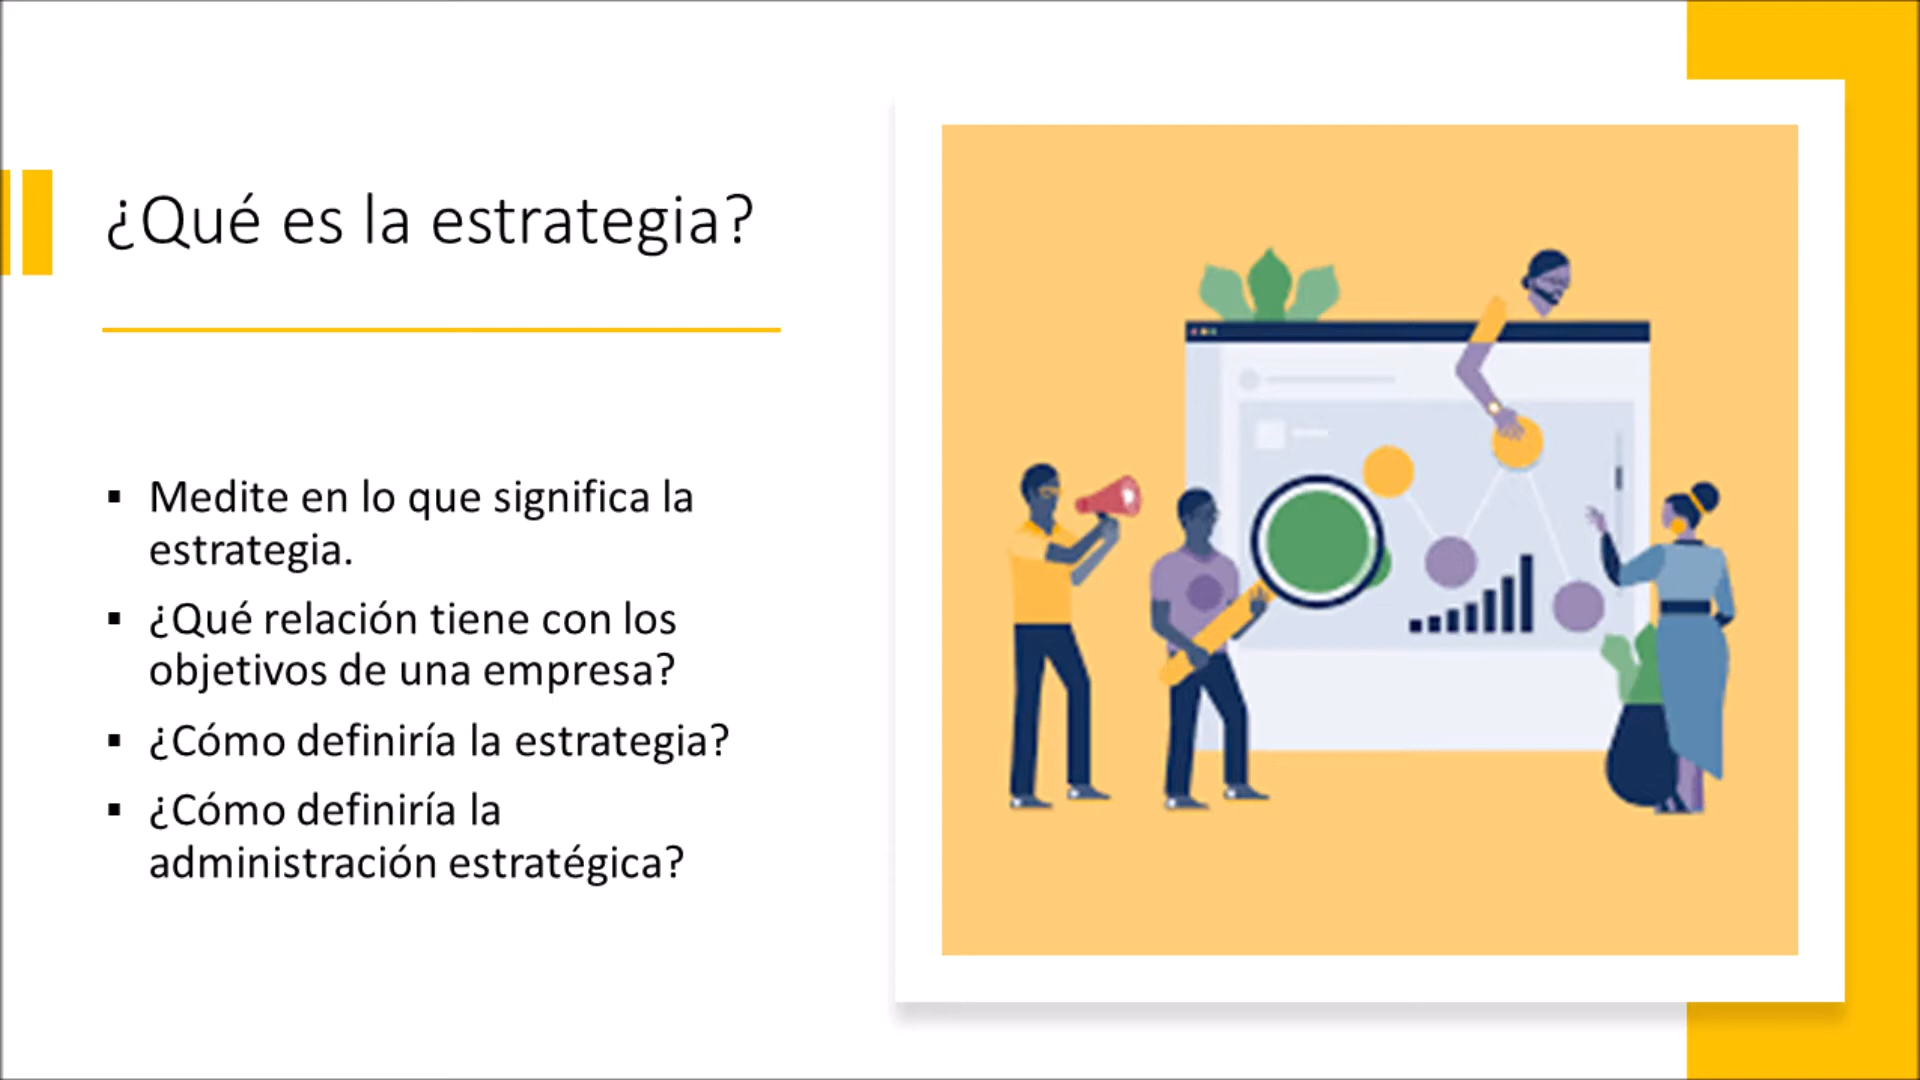 ¿Qué es la estrategia?
▪ Medite en lo que significa la
estrategia.
▪ ¿Qué relación tiene con los
objetivos de una empresa?
▪ ¿Cómo definiría la estrategia?
▪ ¿Cómo definiría la
administración estratégica?